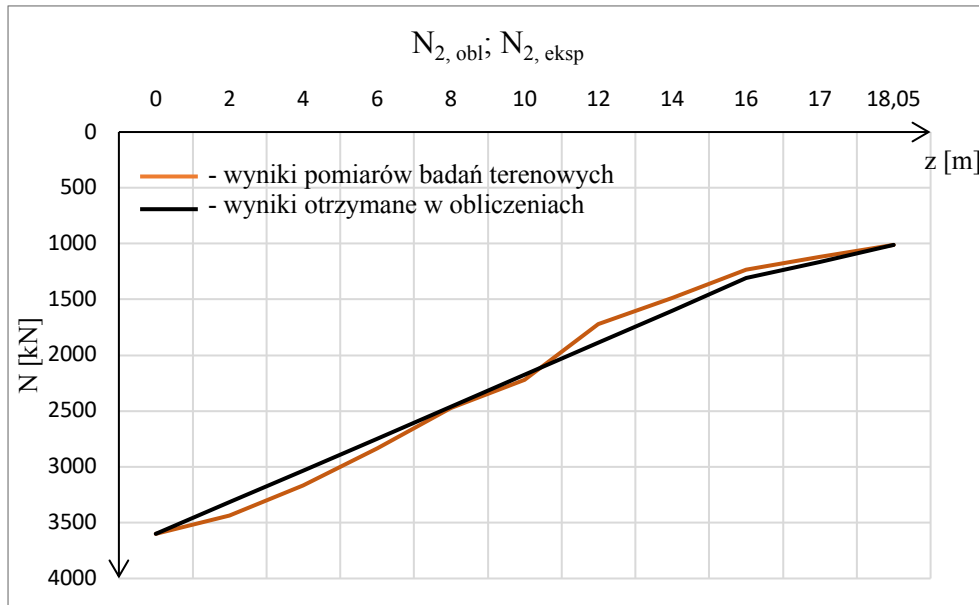 N2, obl; N2, eksp
0 2 4 6 8 10 12 14 16 17 18,05
0
z [m]
- wyniki pomiarów badań terenowych
500
- wyniki otrzymane w obliczeniach
1000
1500
2000
N [kN]
2500
3000
3500
4000